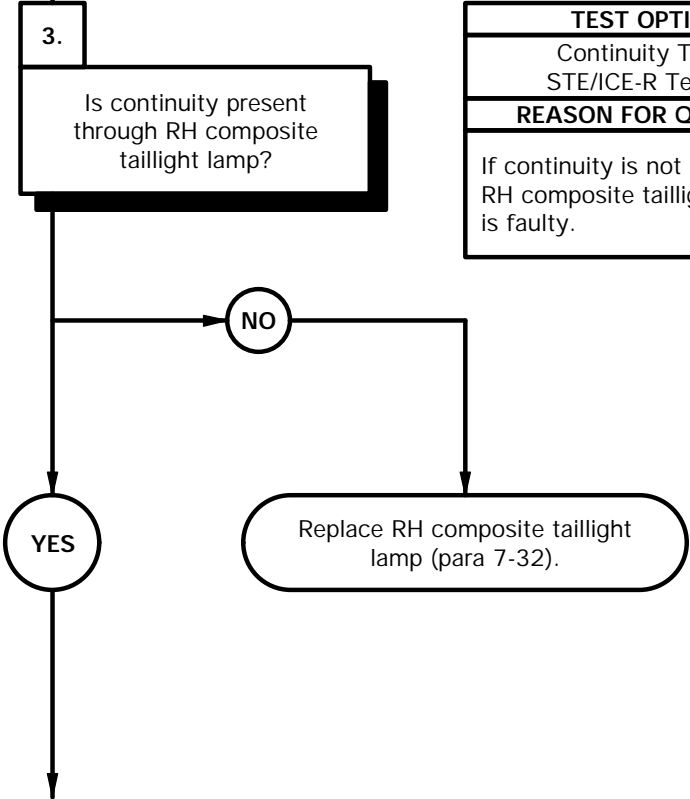 3.
Is continuity present
through RH composite
taillight lamp?
TEST OPTI
Continuity T
STE/ICE-R Te
REASON FOR Q
If continuity is not
RH composite taillig
is faulty.
NO
YES
Replace RH composite taillight
lamp (para 7-32).